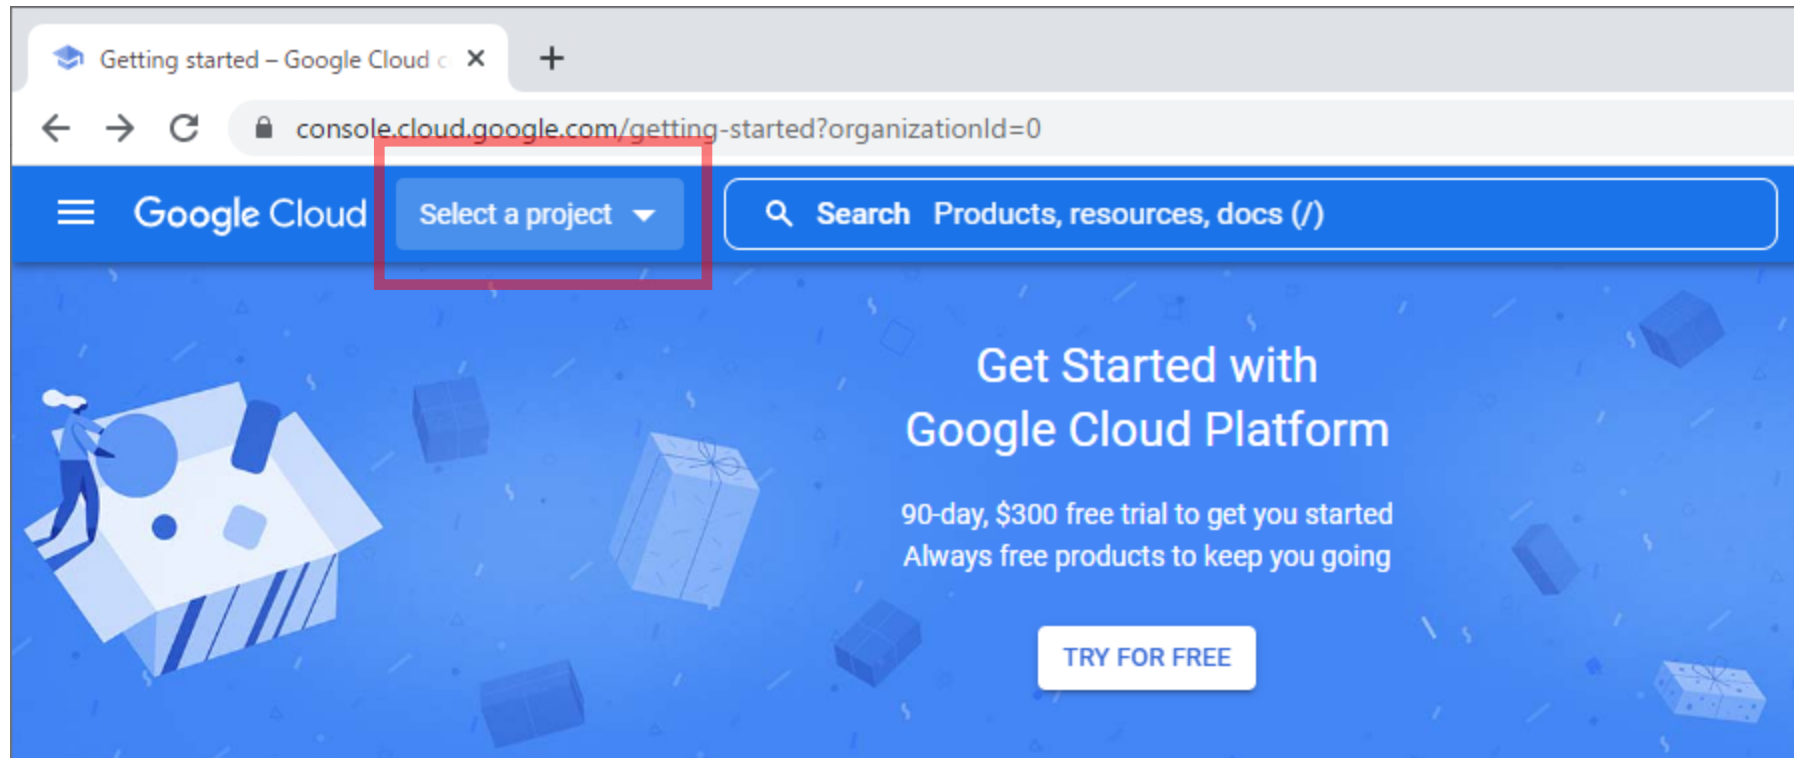 Getting started – Google Cloud c
console.cloud.google.com/getting-started?organizationId=0
Google Cloud
Select a project
Search Products, resources, docs (/)
Get Started with
Google Cloud Platform
90-day, $300 free trial to get you started
Always free products to keep you going
TRY FOR FREE